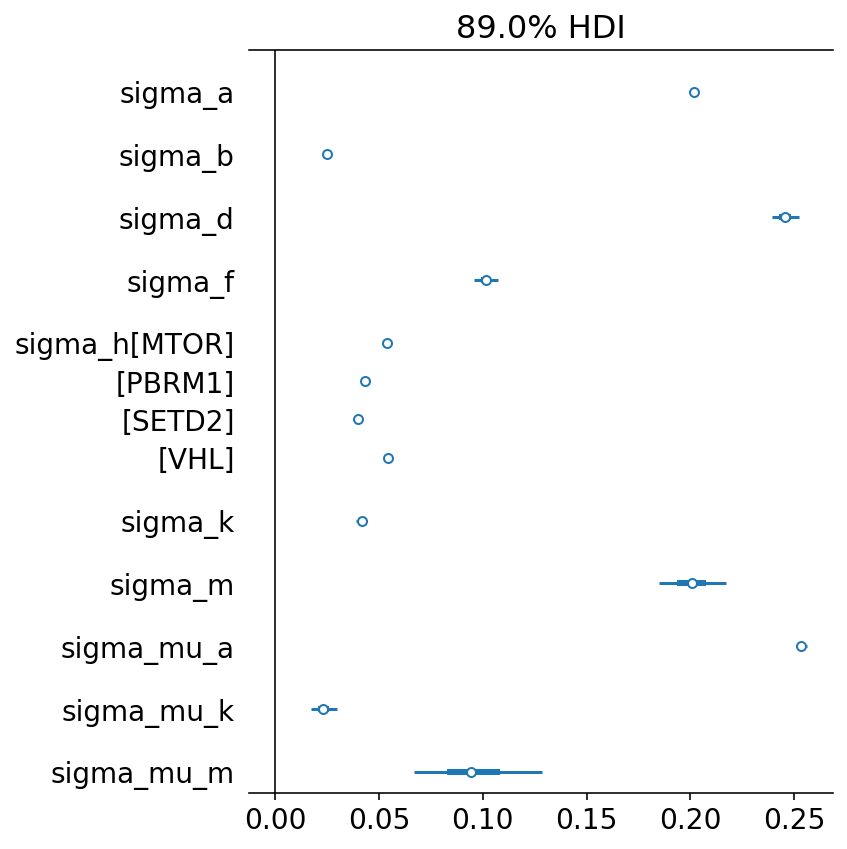 89.0% HDI
sigma_a
sigma_b
sigma_d
sigma_f
sigma_h[MTOR]
[PBRM1]
[SETD2]
[VHL]
sigma_k
sigma_m
sigma_mu_a
sigma_mu_k
sigma_mu_m
0.00 0.05 0.10 0.15 0.20 0.25